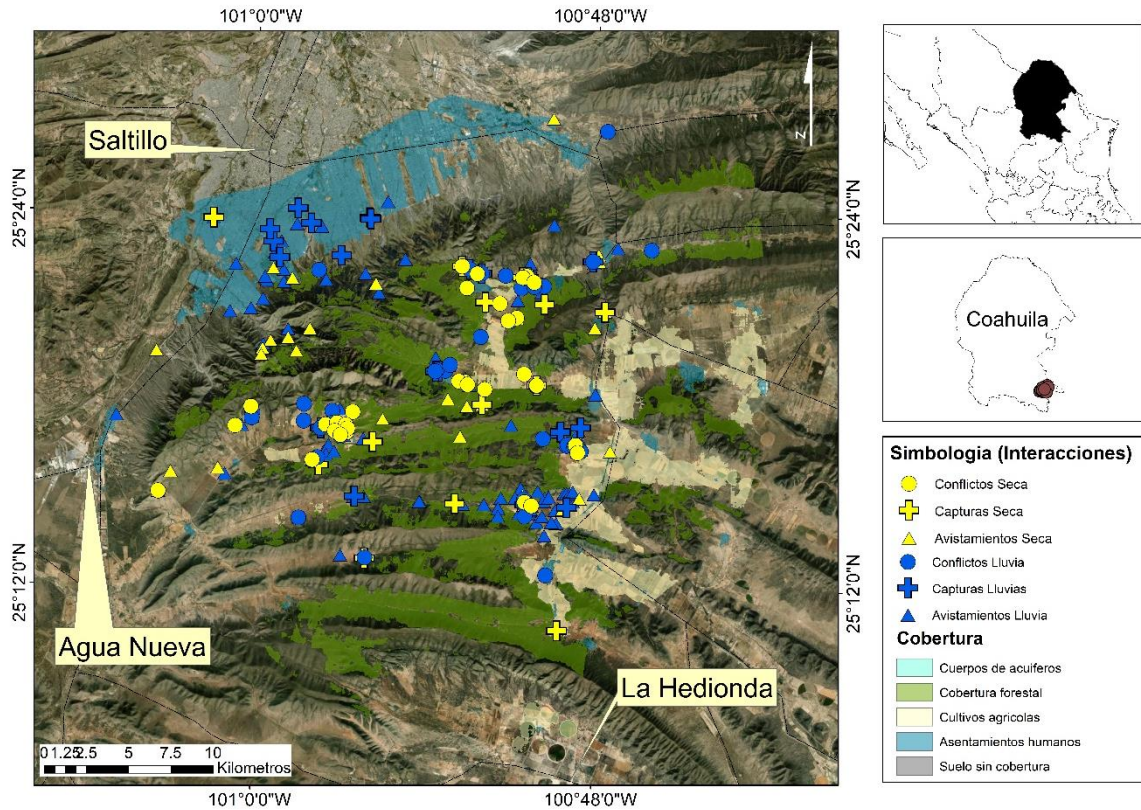 101°0'0"W
100°48'0"W
Saltillo
N
25°24'0"N
25°24'0"N
25°12'0"N
25°12'0"N
Agua Nueva
La Hedionda
0 1.25 2.5 5 7.5 10
Kilometros
101°0'0"W
100°48'0"W
Coahuila
Simbologia (Interacciones)
Conflictos Seca
Capturas Seca
Avistamientos Seca
Conflictos Lluvia
Capturas Lluvias
Avistamientos Lluvia
Cobertura
Cuerpos de acuiferos
Cobertura forestal
Cultivos agricolas
Asentamientos humanos
Suelo sin cobertura